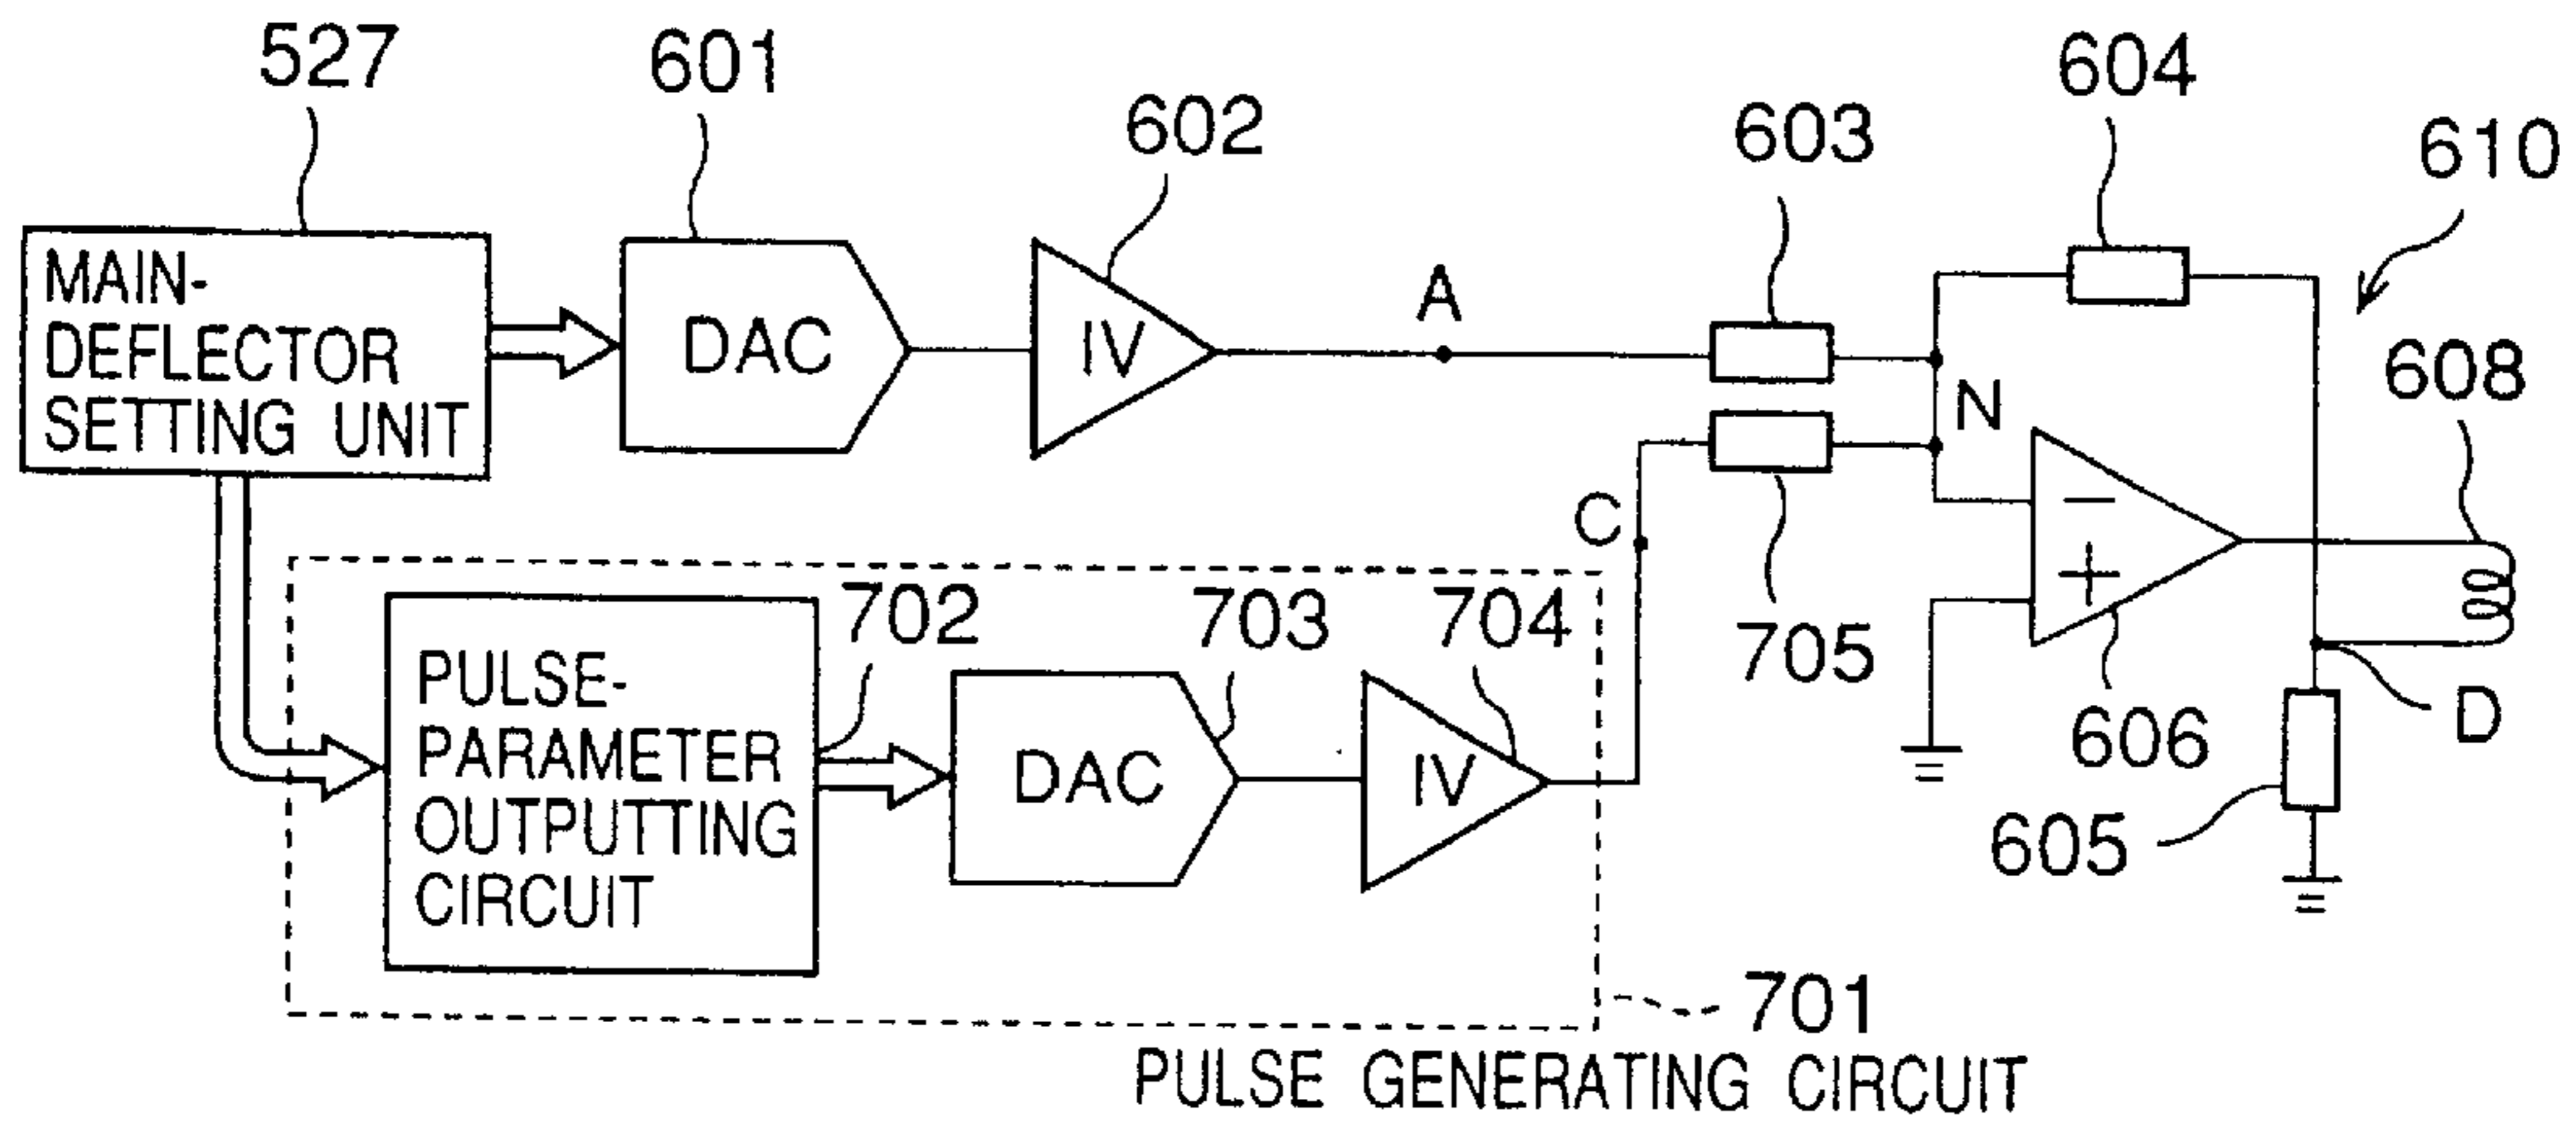 527
601
602
603
604
610
MAIN-
DEFLECTOR
SETTING UNIT
DAC
IV
A
N
608
C
705
−
+
606
D
605
702
703
704
PULSE-
PARAMETER
OUTPUTTING
CIRCUIT
DAC
IV
701
PULSE GENERATING CIRCUIT